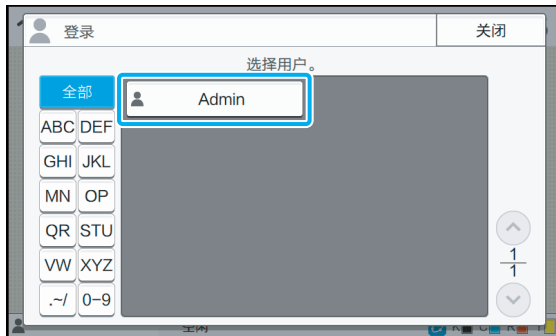 登录
关闭
选择用户。
全部
Admin
ABC DEF
GHI JKL
MN OP
QR STU
VW XYZ
.~/ 0-9
1
1